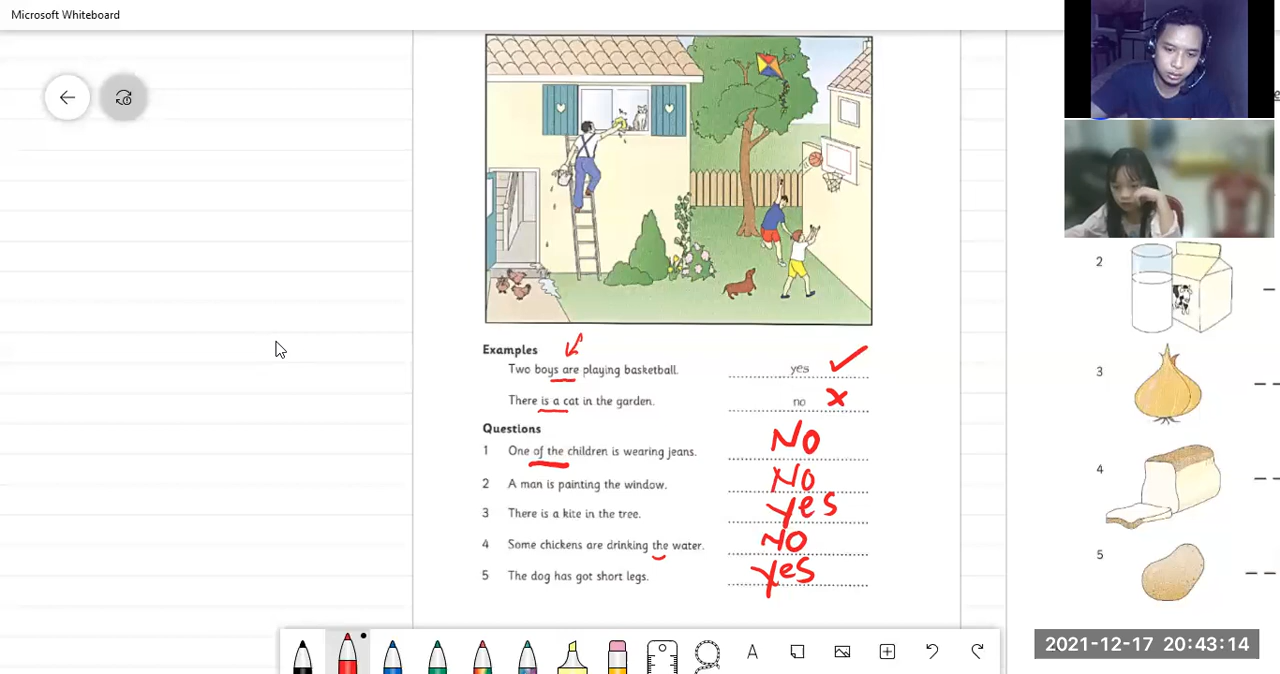 Microsoft Whiteboard
Examples
Two boys are playing basketball. yes ✓
There is a cat in the garden. no x
Questions
1 One of the children is wearing jeans. No
2 A man is painting the window. No
3 There is a kite in the tree. yes
4 Some chickens are drinking the water. NO
5 The dog has got short legs. yes
2
3
4
5
A
2021-12-17 20:43:14